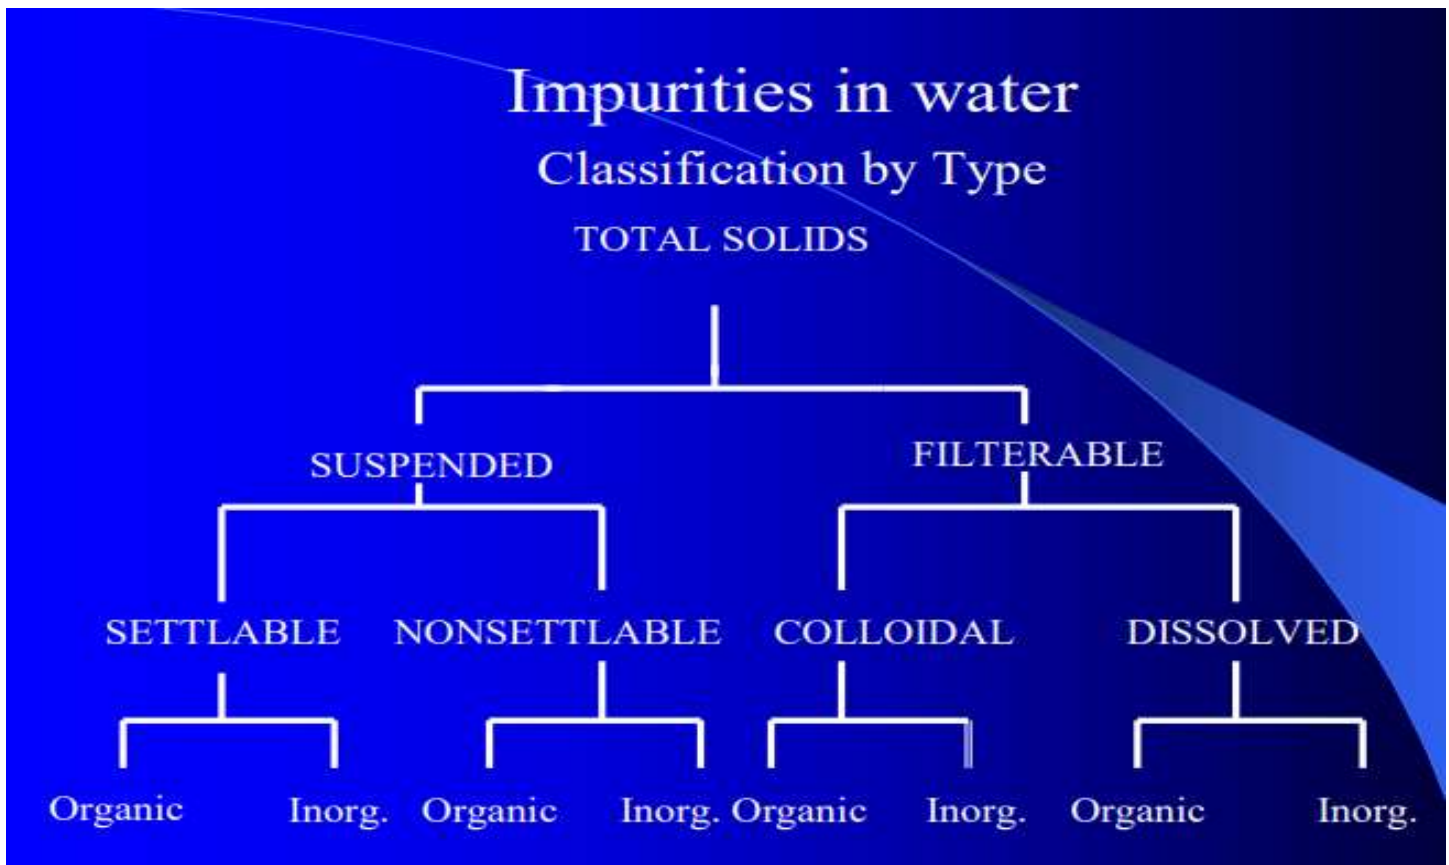 Impurities in water
Classification by Type
TOTAL SOLIDS
SUSPENDED FILTERABLE
SETTLABLE NONSETTLABLE COLLOIDAL DISSOLVED
Organic Inorg. Organic Inorg. Organic Inorg. Organic Inorg.